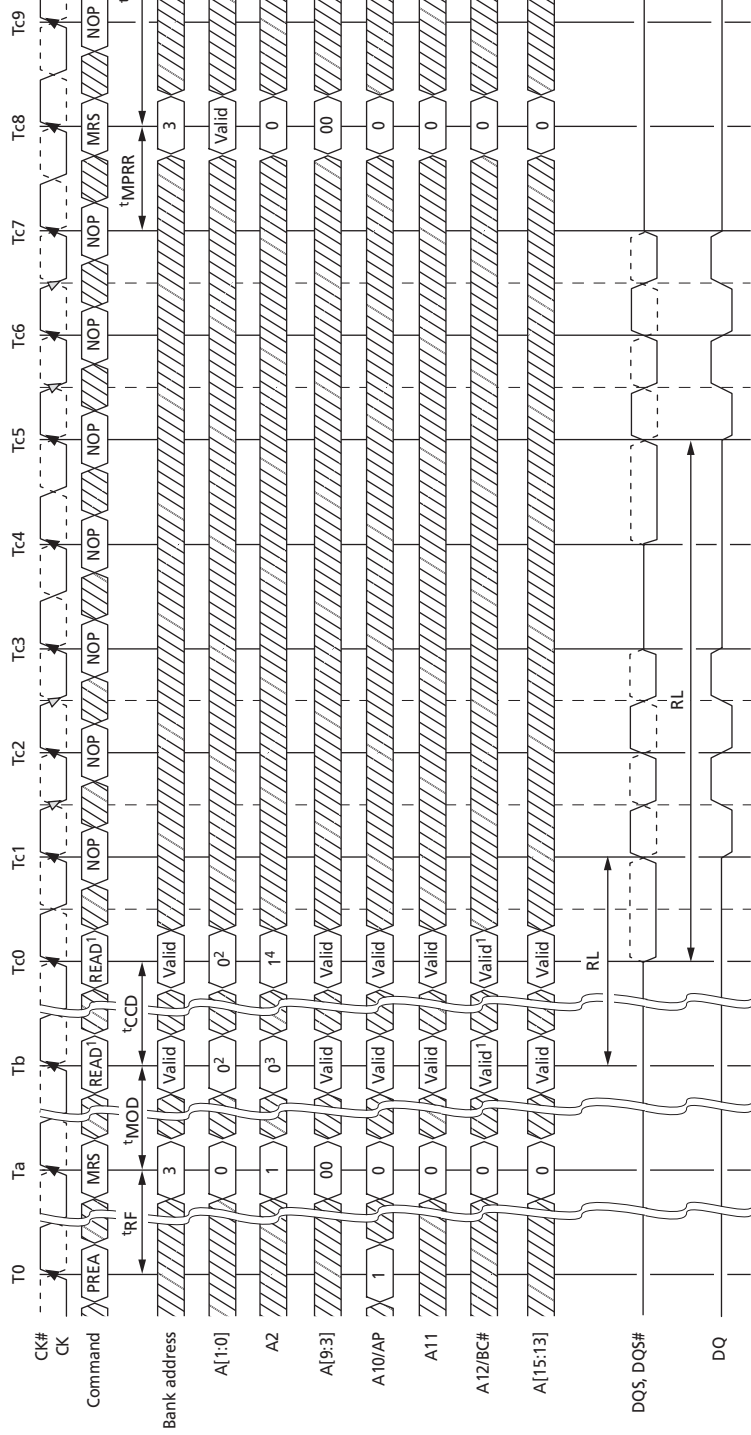 T0 Ta Tb Tc0 Tc1 Tc2 Tc3 Tc4 Tc5 Tc6 Tc7 Tc8 Tc9
CK#
CK
Command PREA MRS READ¹ READ¹ NOP NOP NOP NOP NOP NOP NOP MRS NOP
ᵗRF ᵗMOD ᵗCCD ᵗMPRR
Bank address 3 Valid Valid 3
A[1:0] 0 0² 0² Valid
A2 1 0³ 1⁴ 0
A[9:3] 00 Valid Valid 00
A10/AP 1 0 Valid Valid 0
A11 0 Valid Valid 0
A12/BC# 0 Valid¹ Valid¹ 0
A[15:13] 0 Valid Valid 0
RL
DQS, DQS#
RL
DQ